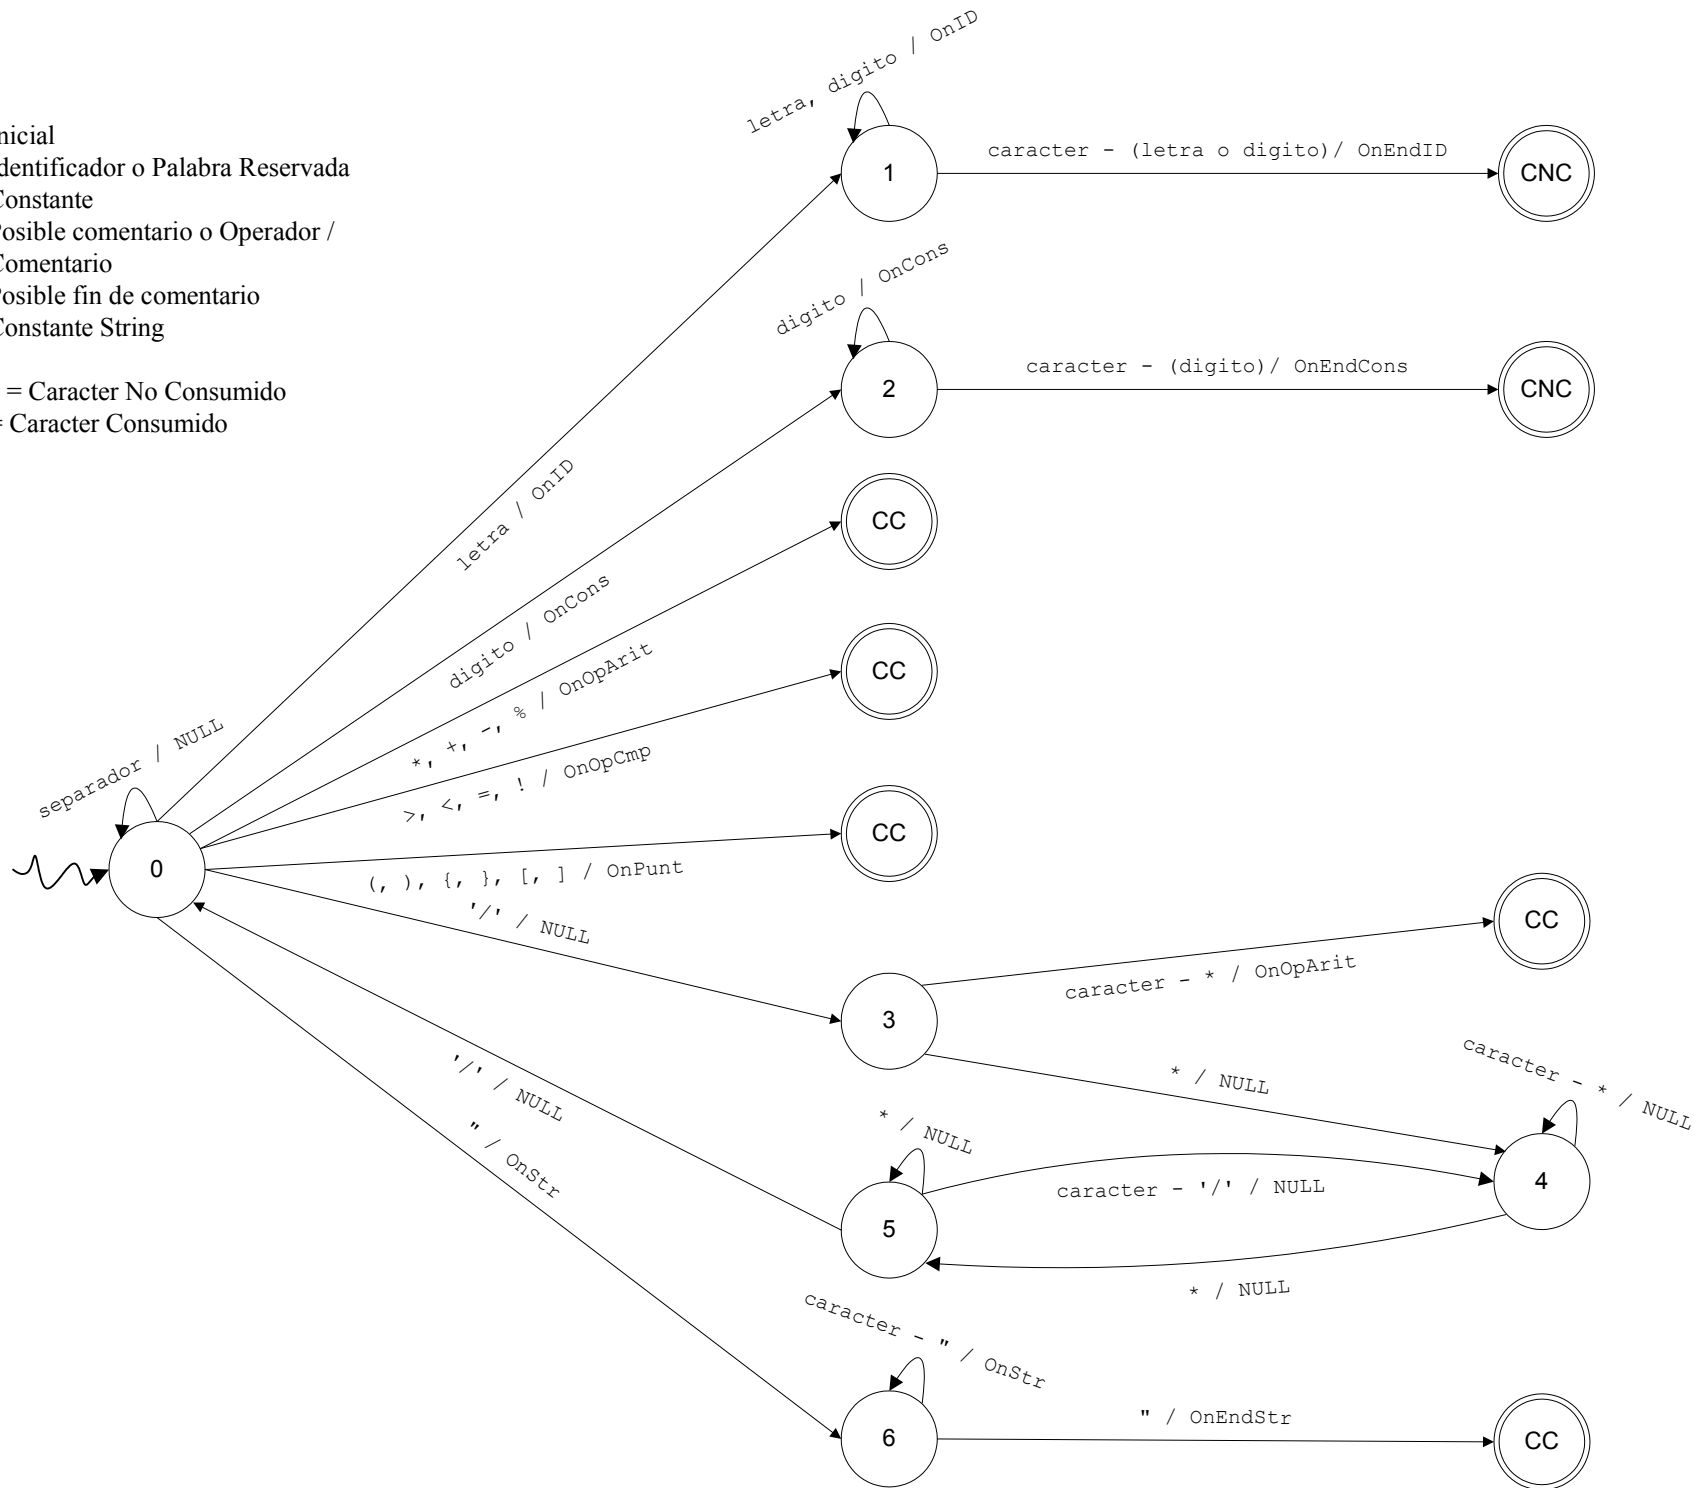 letra, digito / OnID
nicial
dentificador o Palabra Reservada
Constante
Posible comentario o Operador /
Comentario
Posible fin de comentario
Constante String
= Caracter No Consumido
= Caracter Consumido
1
caracter - (letra o digito)/ OnEndID
CNC
digito / OnCons
2
caracter - (digito)/ OnEndCons
CNC
letra / OnID
CC
digito / OnCons
*, +, -, % / OnOpArit
CC
>, <, =, ! / OnOpCmp
separador / NULL
0
CC
(, ), {, }, [, ] / OnPunt
'/' / NULL
CC
caracter - * / OnOpArit
3
* / NULL
caracter - * / NULL
'/' / NULL
* / NULL
" / OnStr
caracter - '/' / NULL
4
5
* / NULL
caracter - " / OnStr
6
" / OnEndStr
CC